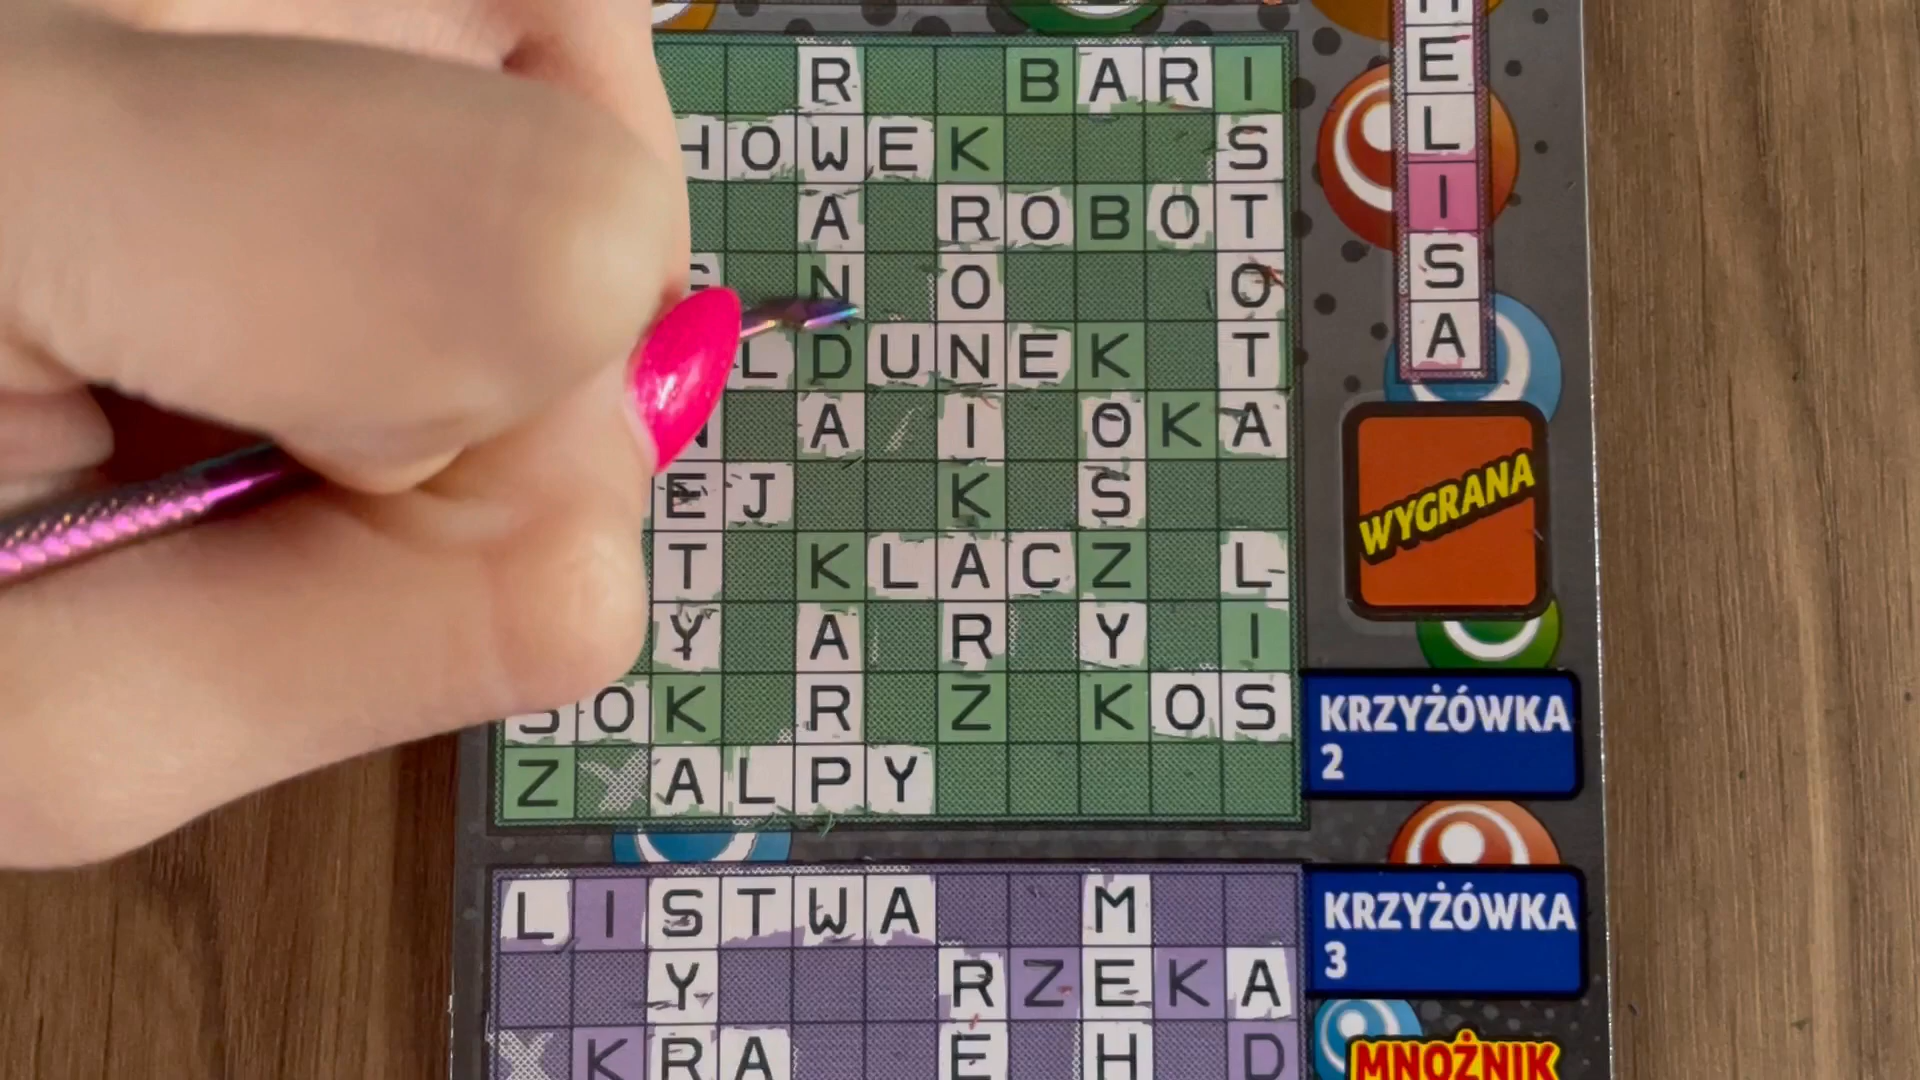 R BARI
HOWEK S
A ROBOT
N O O
LDUNEK T
A I OKA
EJ K S
T KLACZ L
Y A R Y I
SOK R Z KOS
Z ALPY
HELISA
WYGRANA
KRZYŻÓWKA
2
LISTWA M
Y RZEKA
KRA E H D
KRZYŻÓWKA
3
MNOŻNIK